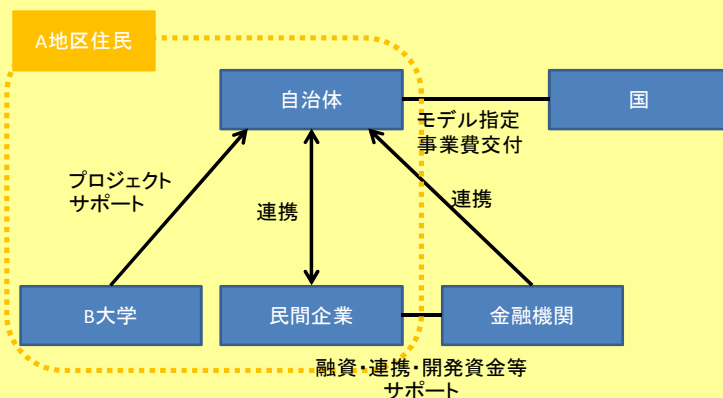 A地区住民
自治体
国
モデル指定
事業費交付
プロジェクト
サポート
連携
連携
B大学
民間企業
金融機関
融資・連携・開発資金等
サポート